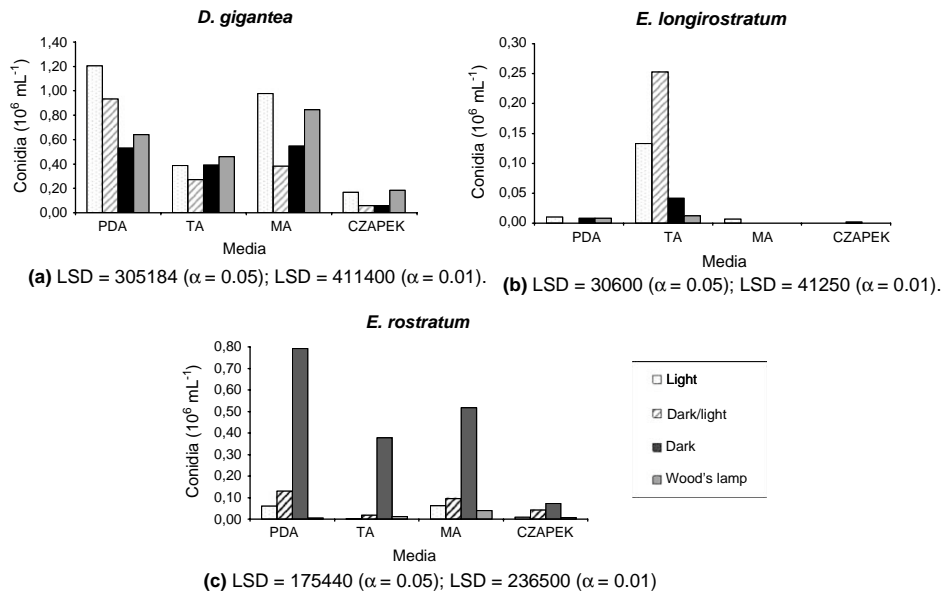 D. gigantea
Conidia (10⁶ mL⁻¹)
1,40
1,20
1,00
0,80
0,60
0,40
0,20
0,00
PDA TA MA CZAPEK
Media
(a) LSD = 305184 (α = 0.05); LSD = 411400 (α = 0.01).
E. longirostratum
Conidia (10⁶ mL⁻¹)
0,30
0,25
0,20
0,15
0,10
0,05
0,00
PDA TA MA CZAPEK
Media
(b) LSD = 30600 (α = 0.05); LSD = 41250 (α = 0.01).
E. rostratum
Conidia (10⁶ mL⁻¹)
0,80
0,70
0,60
0,50
0,40
0,30
0,20
0,10
0,00
PDA TA MA CZAPEK
Media
(c) LSD = 175440 (α = 0.05); LSD = 236500 (α = 0.01)
Light
Dark/light
Dark
Wood's lamp